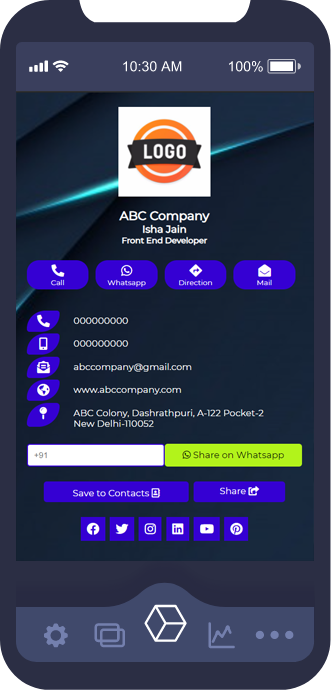 10:30 AM
100%
LOGO
ABC Company
Isha Jain
Front End Developer
Call Whatsapp Direction Mail
000000000
000000000
abccompany@gmail.com
www.abccompany.com
ABC Colony, Dashrathpuri, A-122 Pocket-2
New Delhi-110052
+91 Share on Whatsapp
Save to Contacts Share